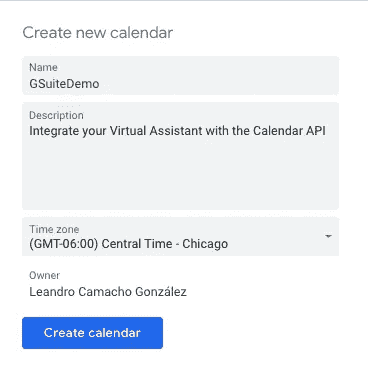 Create new calendar
Name
GSuiteDemo
Description
Integrate your Virtual Assistant with the Calendar API
Time zone
(GMT-06:00) Central Time - Chicago
Owner
Leandro Camacho González
Create calendar